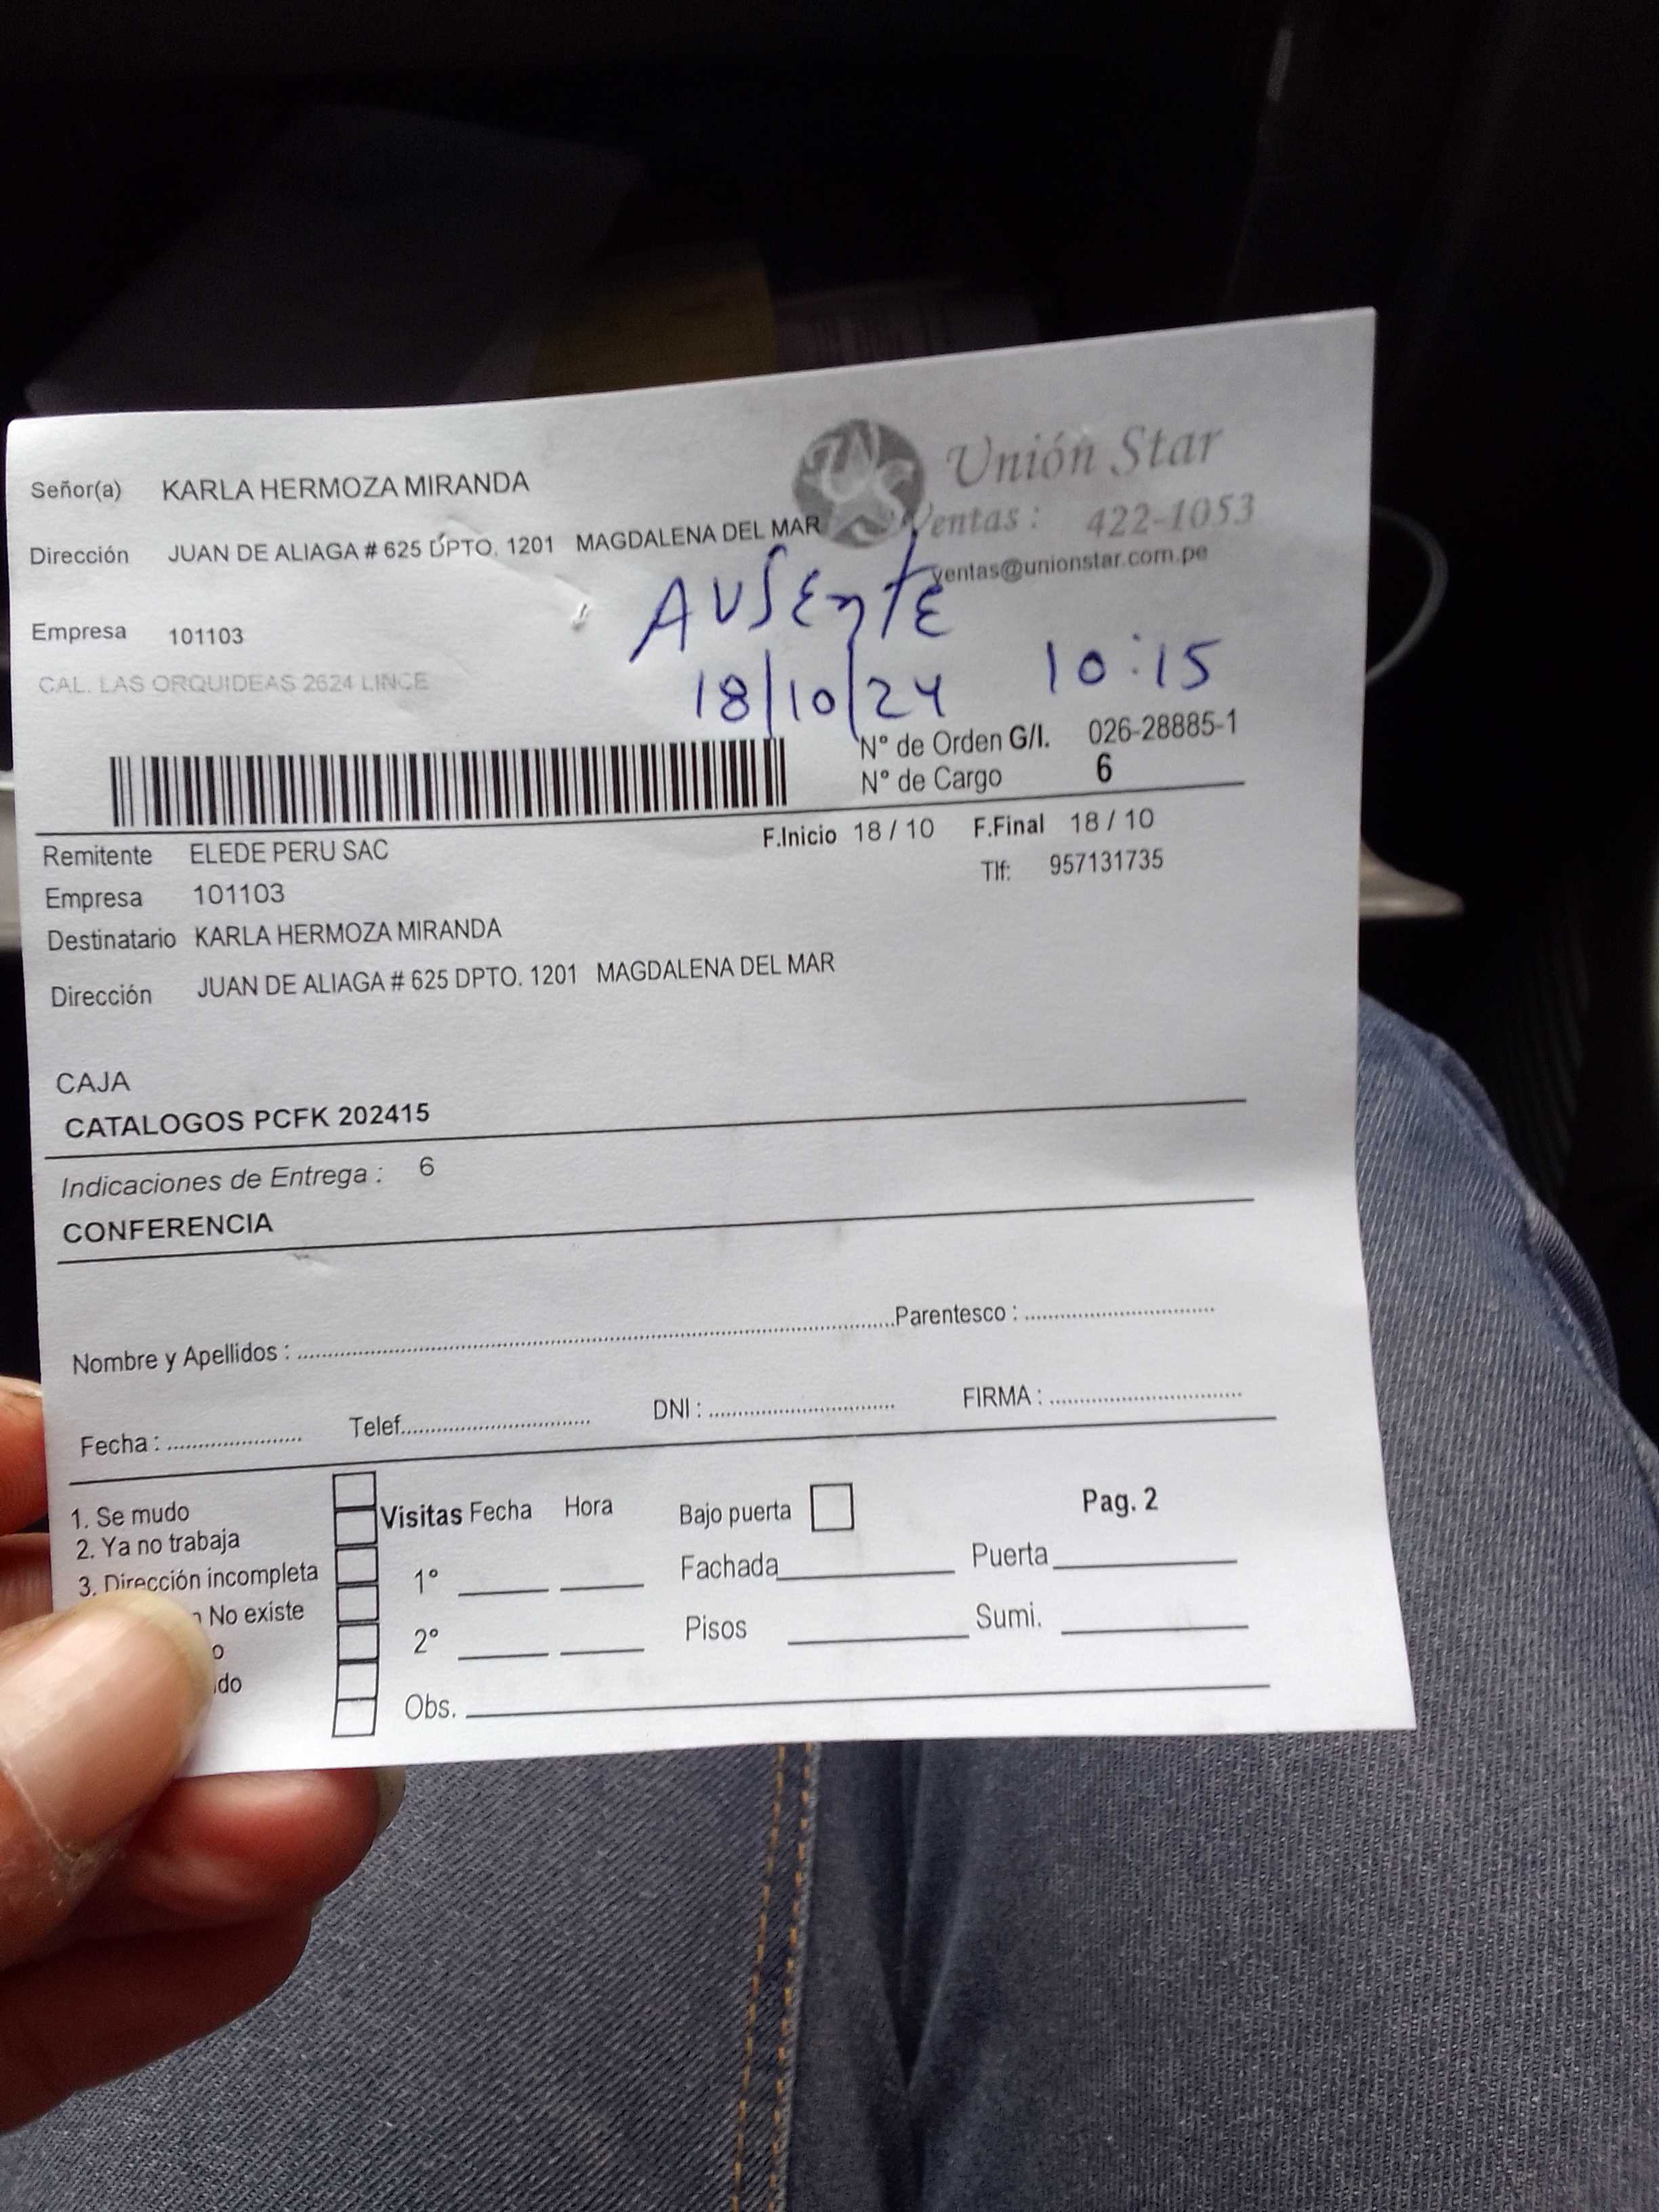 Unión Star
Señor(a) KARLA HERMOZA MIRANDA
Ventas : 422-1053
Dirección JUAN DE ALIAGA # 625 DPTO. 1201 MAGDALENA DEL MAR
ventas@unionstar.com.pe
AUSENTE
Empresa 101103
CAL. LAS ORQUIDEAS 2624 LINCE
18/10/24 10:15
N° de Orden G/I. 026-28885-1
N° de Cargo 6
F.Inicio 18 / 10 F.Final 18 / 10
Remitente ELEDE PERU SAC
Tlf: 957131735
Empresa 101103
Destinatario KARLA HERMOZA MIRANDA
Dirección JUAN DE ALIAGA # 625 DPTO. 1201 MAGDALENA DEL MAR
CAJA
CATALOGOS PCFK 202415
Indicaciones de Entrega : 6
CONFERENCIA
Nombre y Apellidos : Parentesco :
Fecha : Telef. DNI : FIRMA :
1. Se mudo
2. Ya no trabaja
3. Dirección incompleta
No existe
Visitas Fecha Hora Bajo puerta Pag. 2
1° Fachada Puerta
2° Pisos Sumi.
Obs.